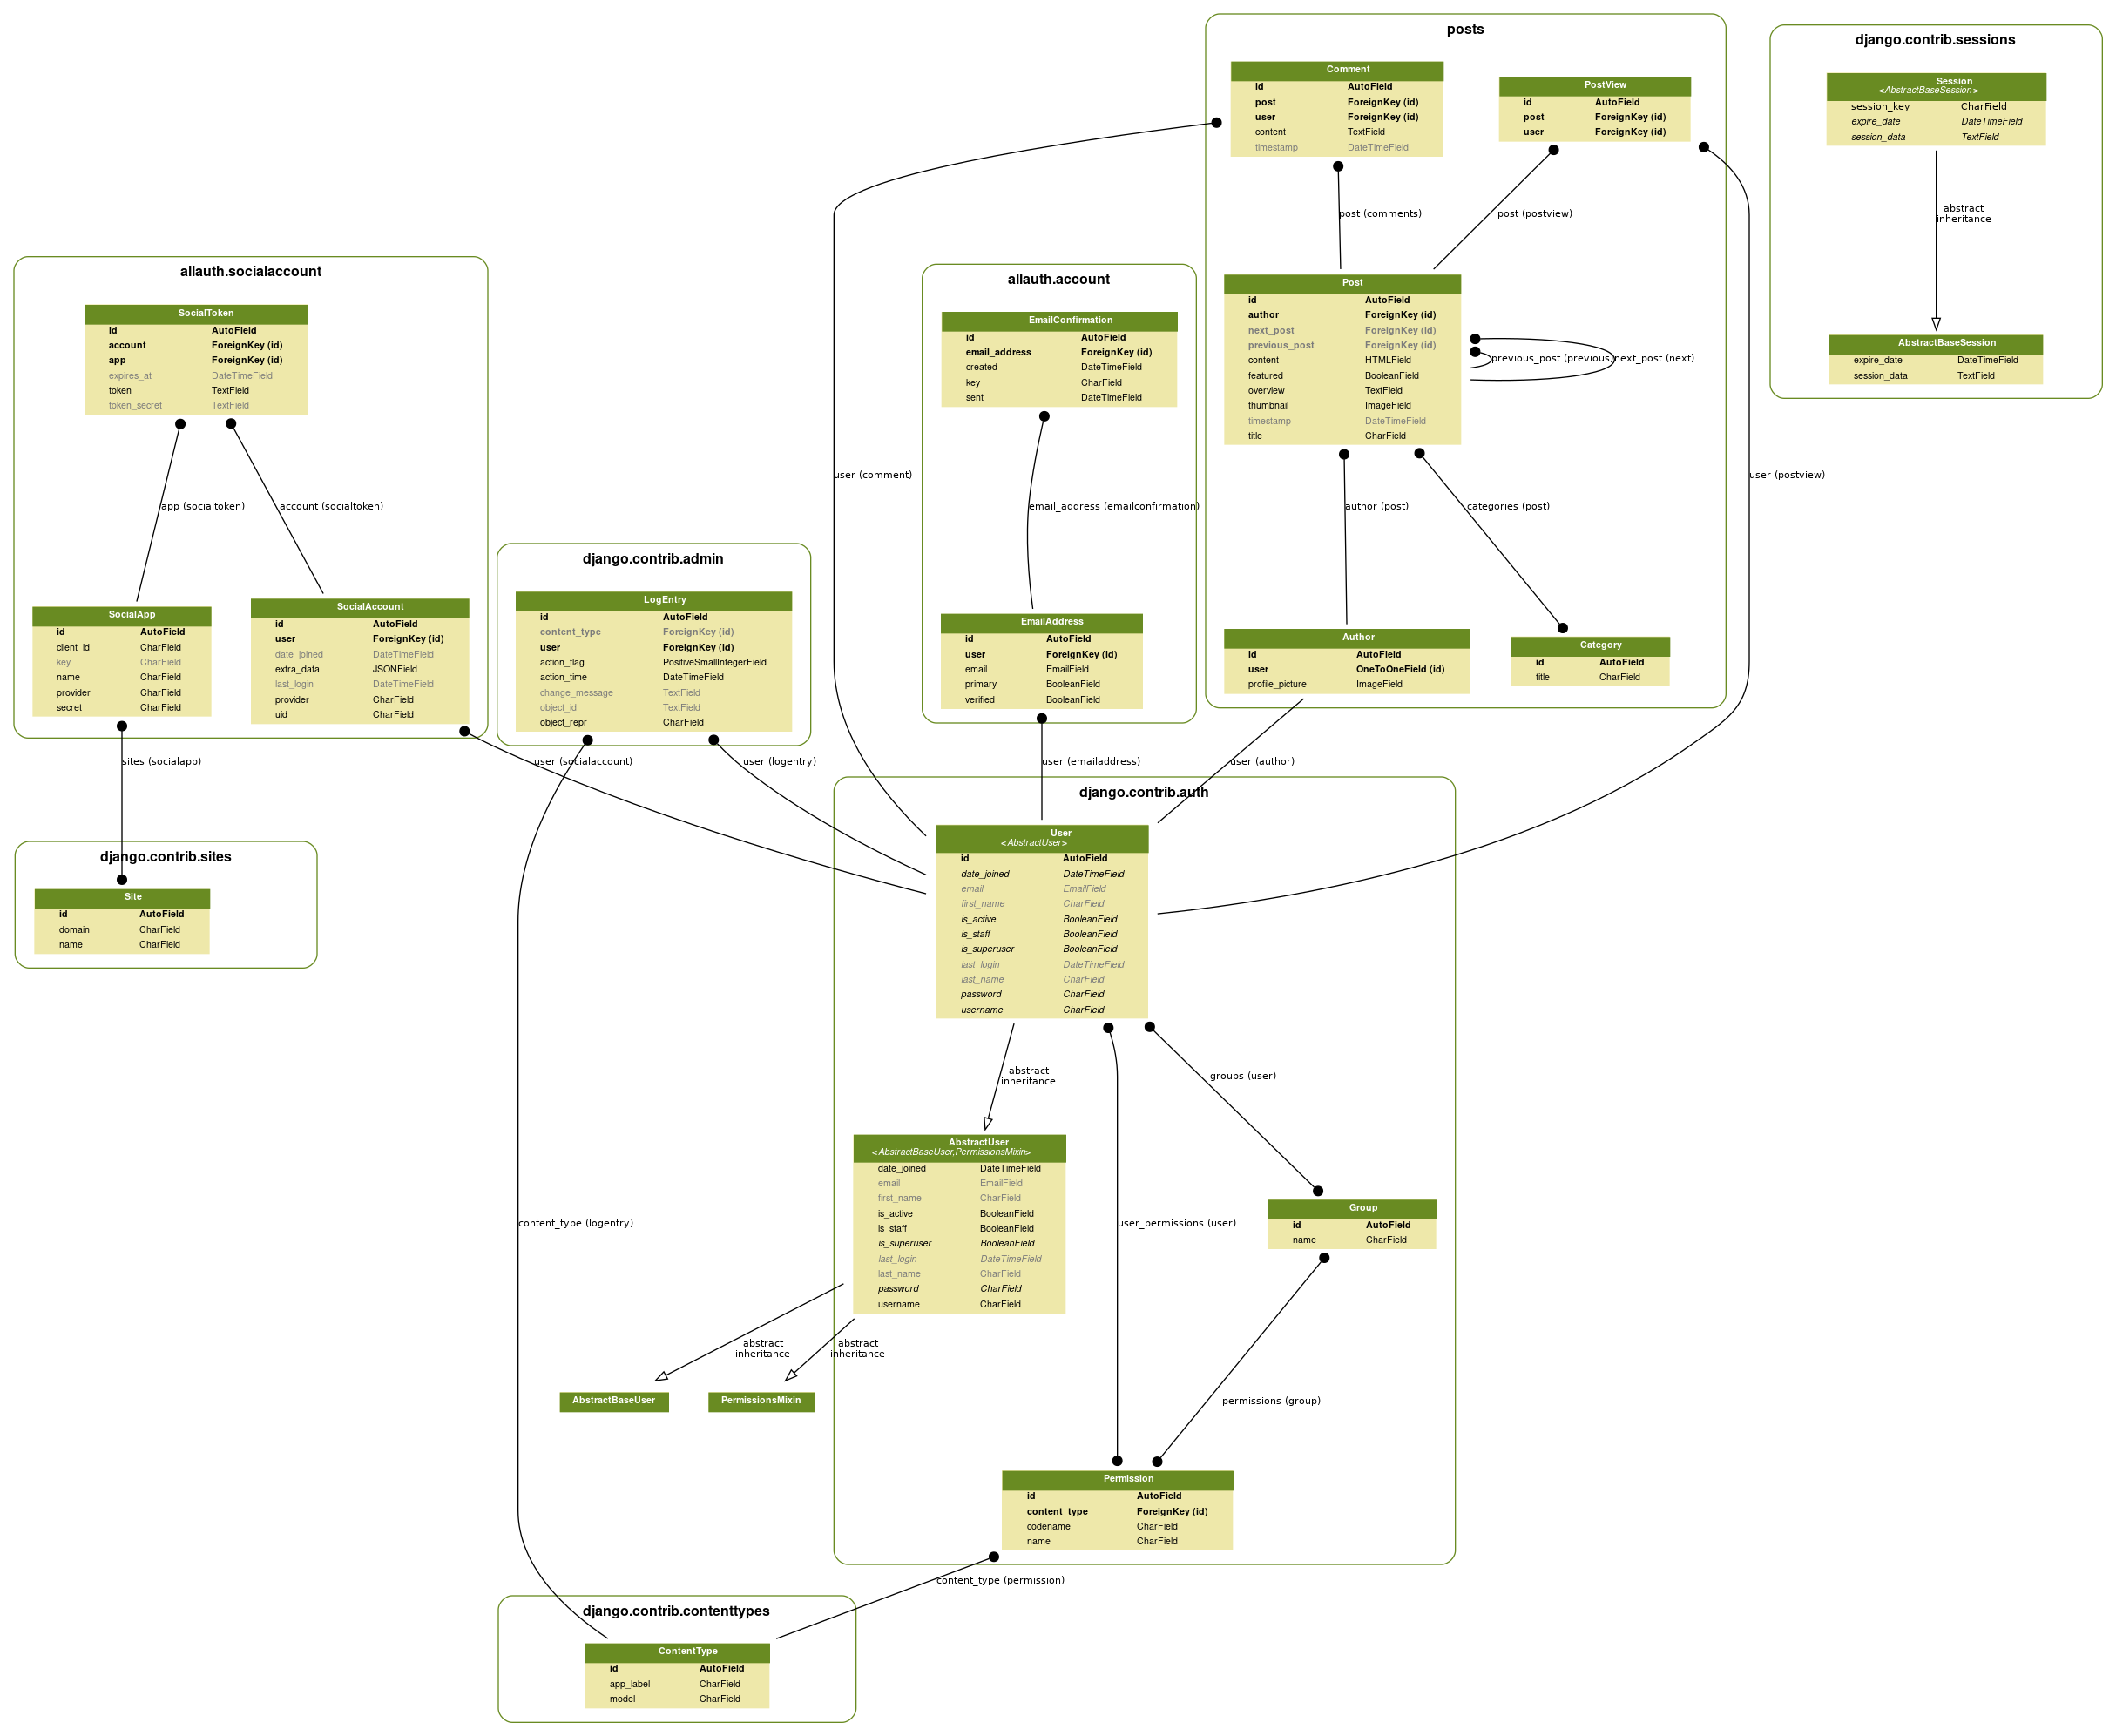 posts
Comment
id AutoField
post ForeignKey (id)
user ForeignKey (id)
content TextField
timestamp DateTimeField
PostView
id AutoField
post ForeignKey (id)
user ForeignKey (id)
post (comments)
post (postview)
Post
id AutoField
author ForeignKey (id)
next_post ForeignKey (id)
previous_post ForeignKey (id)
content HTMLField
featured BooleanField
overview TextField
thumbnail ImageField
timestamp DateTimeField
title CharField
previous_post (previous)
next_post (next)
author (post)
categories (post)
Author
id AutoField
user OneToOneField (id)
profile_picture ImageField
Category
id AutoField
title CharField
django.contrib.sessions
Session
<AbstractBaseSession>
session_key CharField
expire_date DateTimeField
session_data TextField
abstract
inheritance
AbstractBaseSession
expire_date DateTimeField
session_data TextField
allauth.socialaccount
SocialToken
id AutoField
account ForeignKey (id)
app ForeignKey (id)
expires_at DateTimeField
token TextField
token_secret TextField
app (socialtoken)
account (socialtoken)
SocialApp
id AutoField
client_id CharField
key CharField
name CharField
provider CharField
secret CharField
SocialAccount
id AutoField
user ForeignKey (id)
date_joined DateTimeField
extra_data JSONField
last_login DateTimeField
provider CharField
uid CharField
allauth.account
EmailConfirmation
id AutoField
email_address ForeignKey (id)
created DateTimeField
key CharField
sent DateTimeField
email_address (emailconfirmation)
EmailAddress
id AutoField
user ForeignKey (id)
email EmailField
primary BooleanField
verified BooleanField
user (comment)
user (postview)
django.contrib.admin
LogEntry
id AutoField
content_type ForeignKey (id)
user ForeignKey (id)
action_flag PositiveSmallIntegerField
action_time DateTimeField
change_message TextField
object_id TextField
object_repr CharField
sites (socialapp)
user (socialaccount)
user (logentry)
user (emailaddress)
user (author)
django.contrib.sites
Site
id AutoField
domain CharField
name CharField
django.contrib.auth
User
<AbstractUser>
id AutoField
date_joined DateTimeField
email EmailField
first_name CharField
is_active BooleanField
is_staff BooleanField
is_superuser BooleanField
last_login DateTimeField
last_name CharField
password CharField
username CharField
abstract
inheritance
groups (user)
AbstractUser
<AbstractBaseUser,PermissionsMixin>
date_joined DateTimeField
email EmailField
first_name CharField
is_active BooleanField
is_staff BooleanField
is_superuser BooleanField
last_login DateTimeField
last_name CharField
password CharField
username CharField
content_type (logentry)
user_permissions (user)
Group
id AutoField
name CharField
abstract
inheritance
abstract
inheritance
AbstractBaseUser
PermissionsMixin
permissions (group)
Permission
id AutoField
content_type ForeignKey (id)
codename CharField
name CharField
content_type (permission)
django.contrib.contenttypes
ContentType
id AutoField
app_label CharField
model CharField